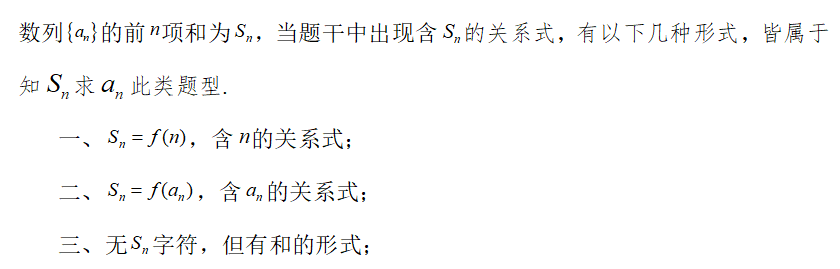 数列{aₙ}的前n项和为Sₙ，当题干中出现含Sₙ的关系式，有以下几种形式，皆属于
知Sₙ求aₙ此类题型.
一、Sₙ = f(n)，含n的关系式；
二、Sₙ = f(aₙ)，含aₙ的关系式；
三、无Sₙ字符，但有和的形式；